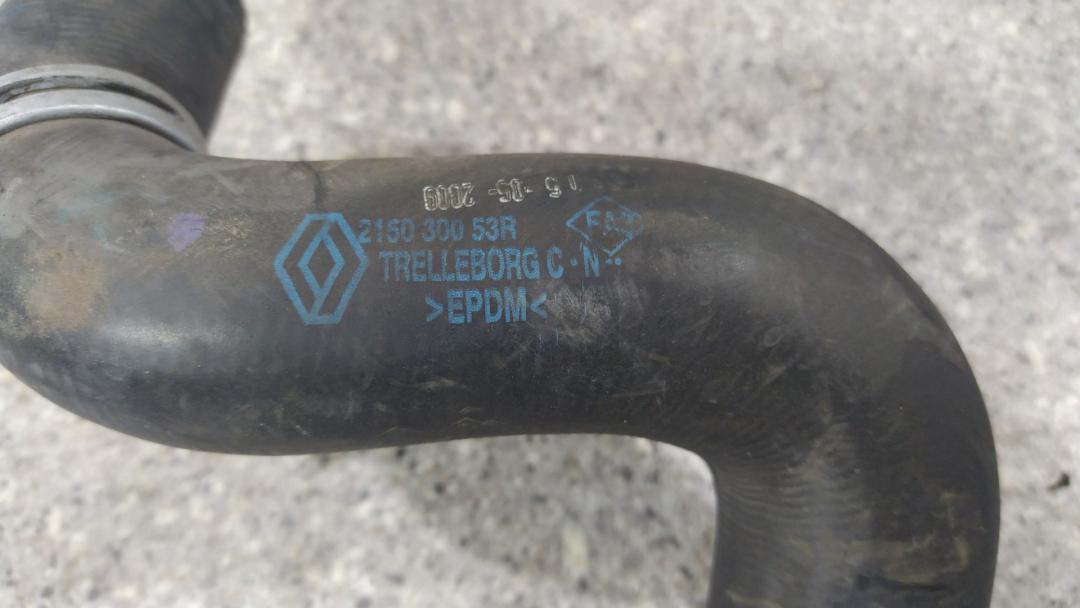 15-05-2009
2150 300 53R
TRELLEBORG C·N··
>EPDM<